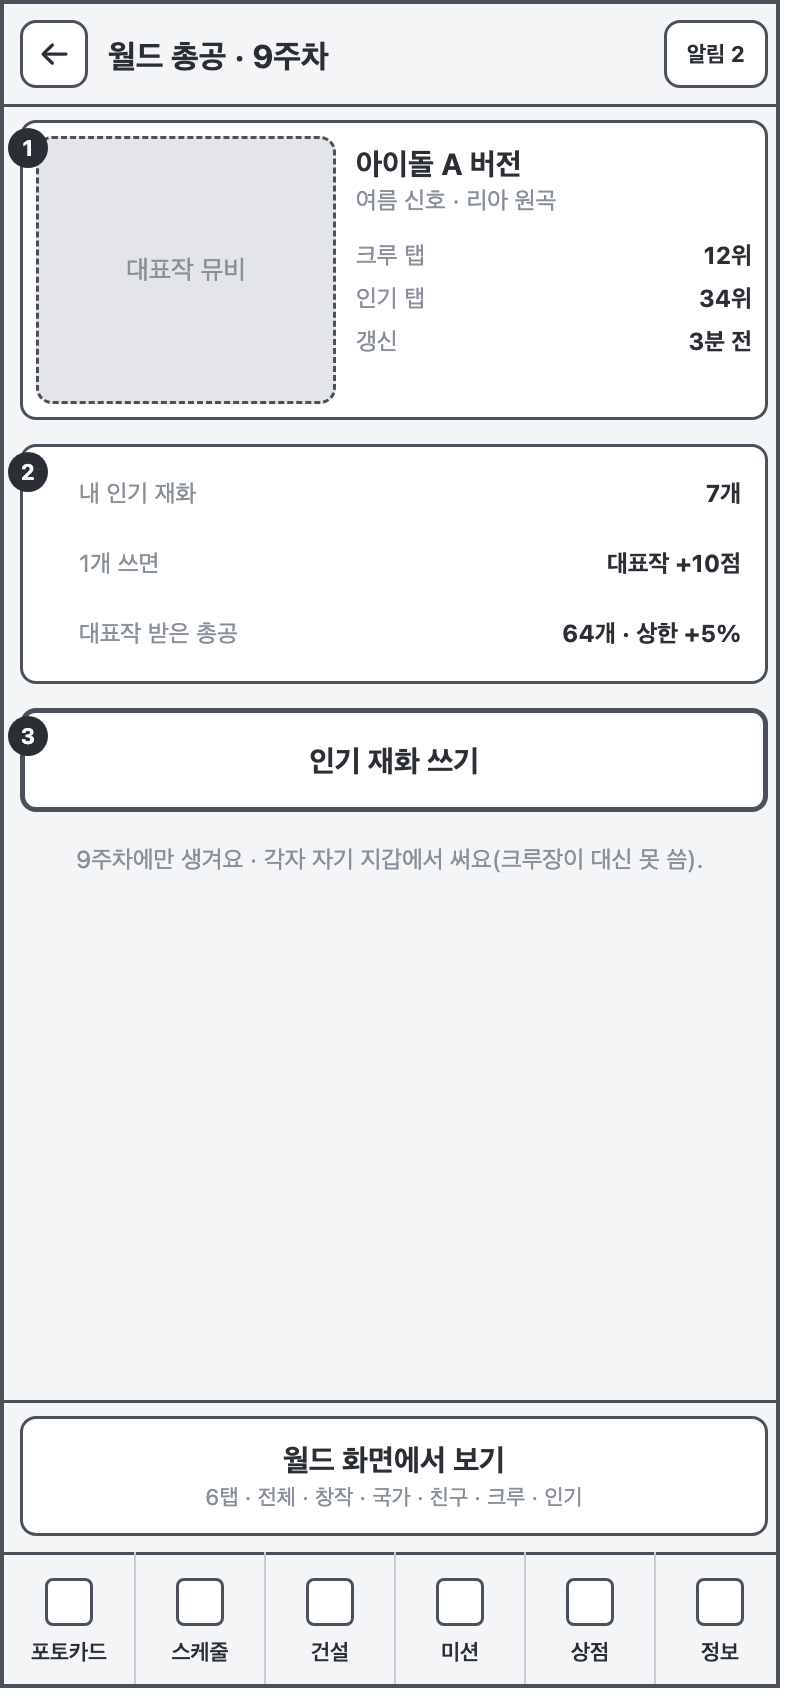 월드 총공 · 9주차
알림 2
1
대표작 뮤비
아이돌 A 버전
여름 신호 · 리아 원곡
크루 탭 12위
인기 탭 34위
갱신 3분 전
2
내 인기 재화 7개
1개 쓰면 대표작 +10점
대표작 받은 총공 64개 · 상한 +5%
3
인기 재화 쓰기
9주차에만 생겨요 · 각자 자기 지갑에서 써요(크루장이 대신 못 씀).
월드 화면에서 보기
6탭 · 전체 · 창작 · 국가 · 친구 · 크루 · 인기
포토카드 스케줄 건설 미션 상점 정보